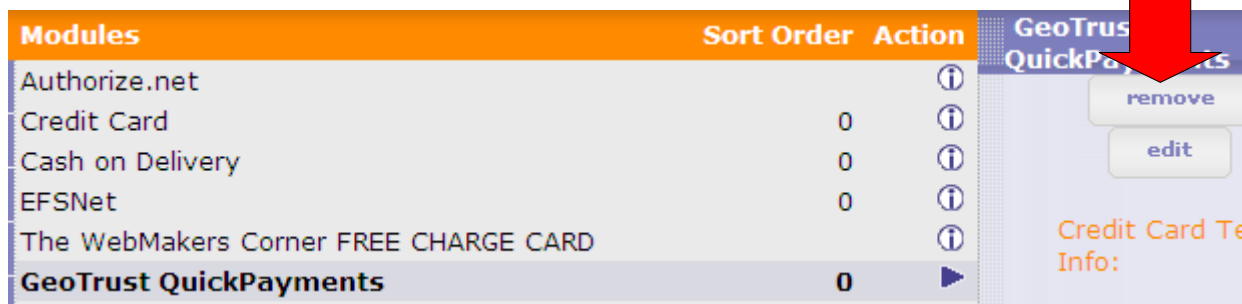 Modules Sort Order Action
Authorize.net
Credit Card 0
Cash on Delivery 0
EFSNet 0
The WebMakers Corner FREE CHARGE CARD
GeoTrust QuickPayments 0
remove
edit
Credit Card
Info: